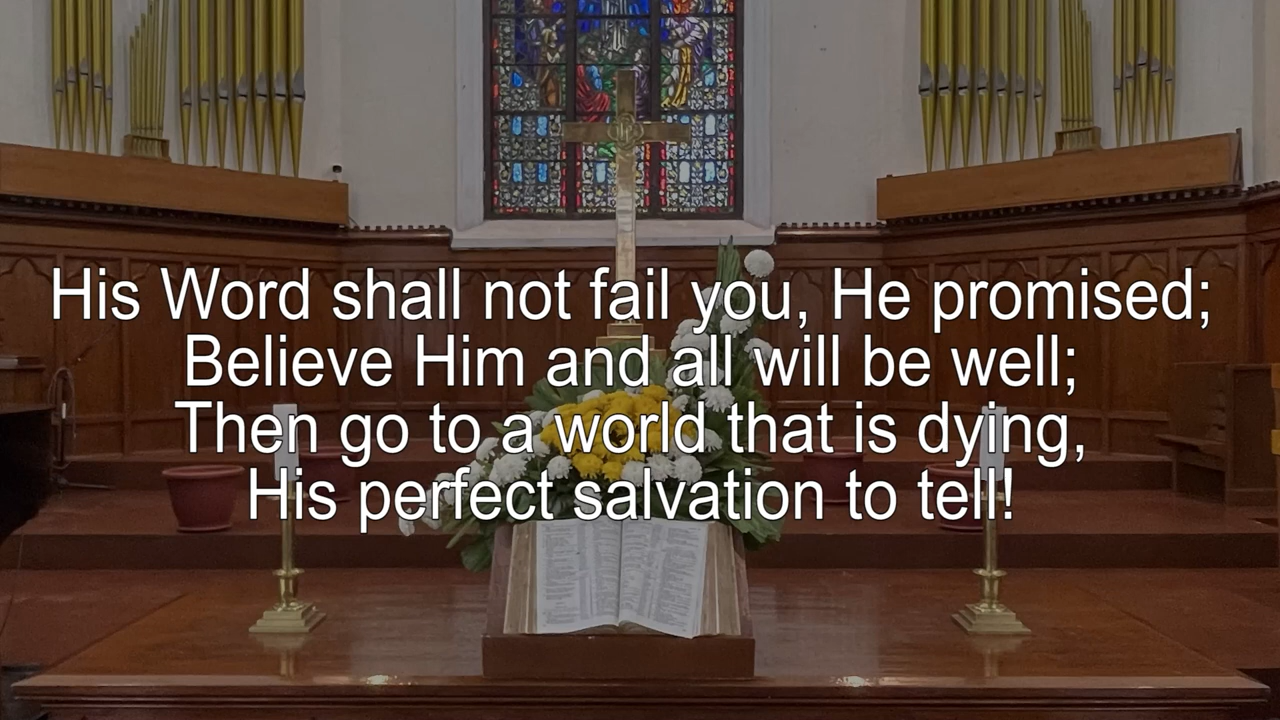 His Word shall not fail you, He promised;
Believe Him and all will be well;
Then go to a world that is dying,
His perfect salvation to tell!